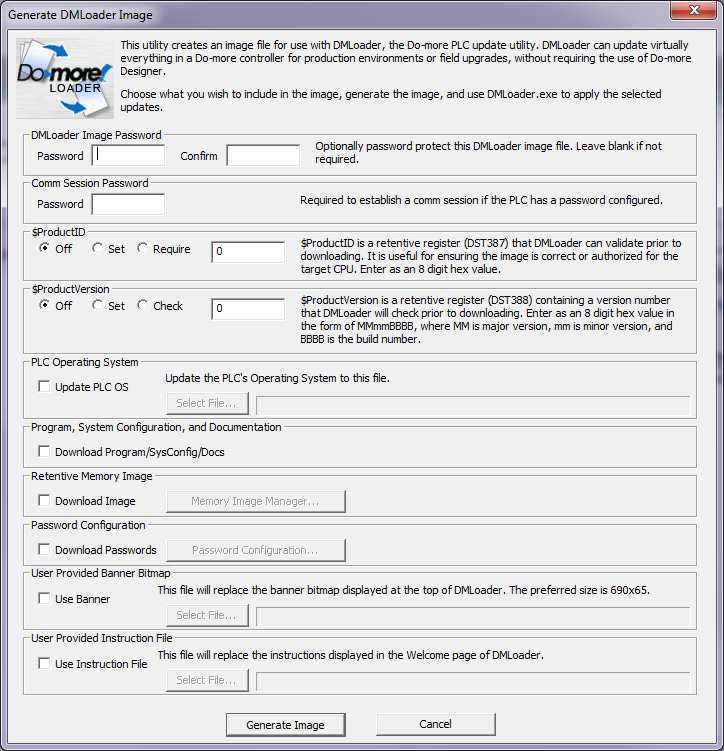 Generate DMLoader Image
This utility creates an image file for use with DMLoader, the Do-more PLC update utility. DMLoader can update virtually
everything in a Do-more controller for production environments or field upgrades, without requiring the use of Do-more
Designer.
Do-more!
LOADER
Choose what you wish to include in the image, generate the image, and use DMLoader.exe to apply the selected
updates.
DMLoader Image Password
Password
Confirm
Optionally password protect this DMLoader image file. Leave blank if not
required.
Comm Session Password
Password
Required to establish a comm session if the PLC has a password configured.
$ProductID
Off Set Require 0
$ProductID is a retentive register (DST387) that DMLoader can validate prior to
downloading. It is useful for ensuring the image is correct or authorized for the
target CPU. Enter as an 8 digit hex value.
$ProductVersion
Off Set Check 0
$ProductVersion is a retentive register (DST388) containing a version number
that DMLoader will check prior to downloading. Enter as an 8 digit hex value in
the form of MMmmBBBB, where MM is major version, mm is minor version, and
BBBB is the build number.
PLC Operating System
Update PLC OS
Update the PLC's Operating System to this file.
Select File...
Program, System Configuration, and Documentation
Download Program/SysConfig/Docs
Retentive Memory Image
Download Image
Memory Image Manager...
Password Configuration
Download Passwords
Password Configuration...
User Provided Banner Bitmap
Use Banner
This file will replace the banner bitmap displayed at the top of DMLoader. The preferred size is 690x65.
Select File...
User Provided Instruction File
Use Instruction File
This file will replace the instructions displayed in the Welcome page of DMLoader.
Select File...
Generate Image
Cancel